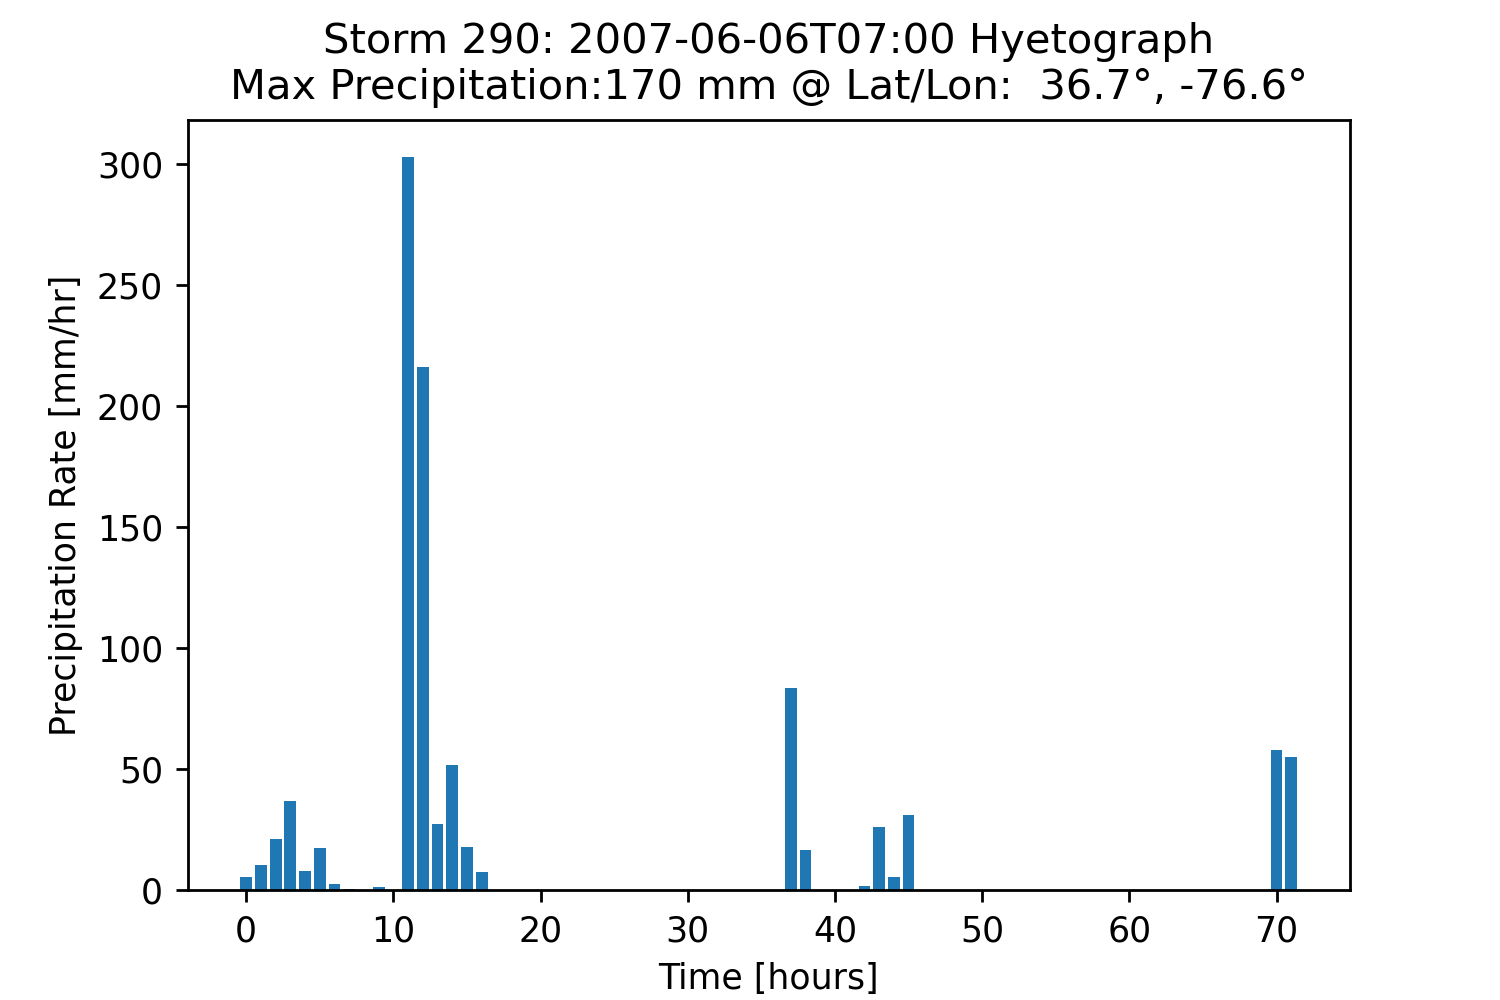 Storm 290: 2007-06-06T07:00 Hyetograph
Max Precipitation:170 mm @ Lat/Lon:  36.7°, -76.6°
Precipitation Rate [mm/hr]
300
250
200
150
100
50
0
0 10 20 30 40 50 60 70
Time [hours]